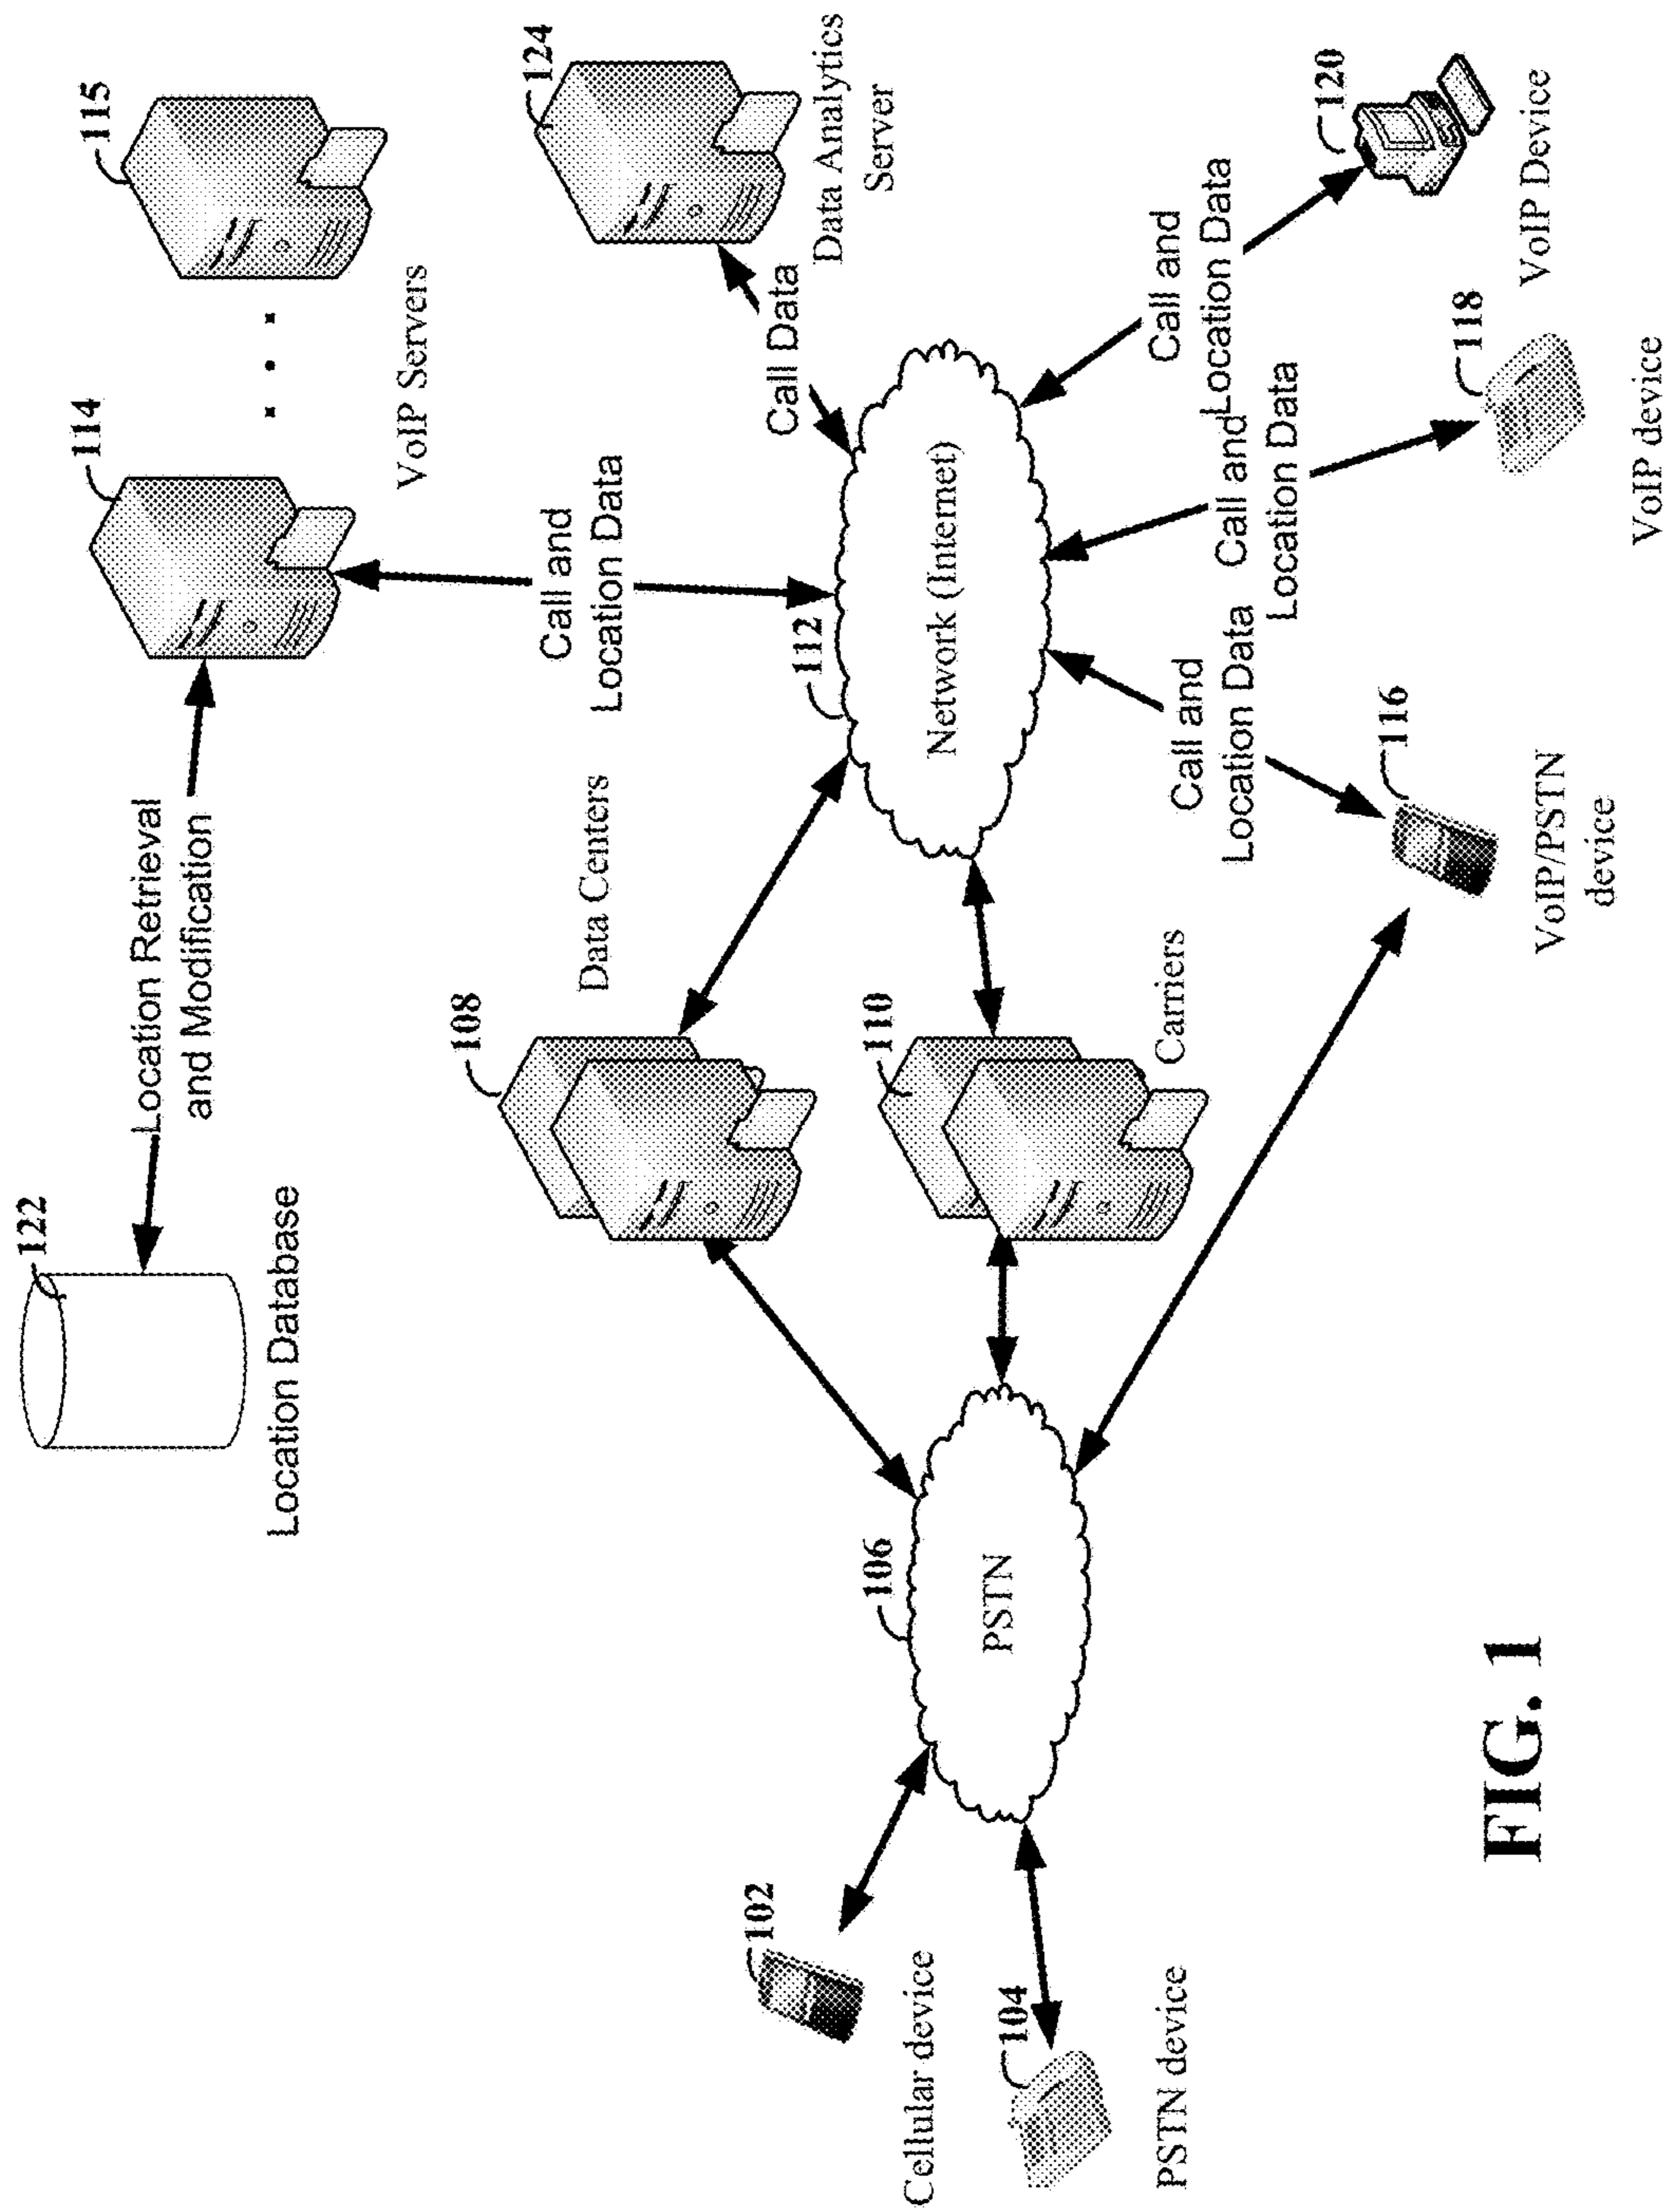 122
Location Database
Location Retrieval
and Modification
114
115
VoIP Servers
Call and
Location Data
124
Data Analytics
Server
Call Data
108
Data Centers
112
Network (Internet)
110
Carriers
106
PSTN
102
Cellular device
104
PSTN device
Call and
Location Data
116
VoIP/PSTN
device
Call and
Location Data
118
VoIP device
Call and
Location Data
120
VoIP Device
FIG. 1